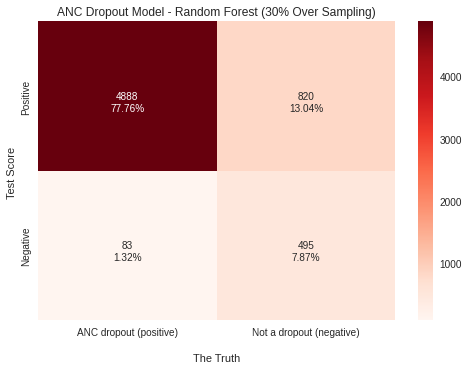 ANC Dropout Model - Random Forest (30% Over Sampling)
Test Score
Positive
4888
77.76%
820
13.04%
Negative
83
1.32%
495
7.87%
ANC dropout (positive)
Not a dropout (negative)
The Truth
4000
3000
2000
1000